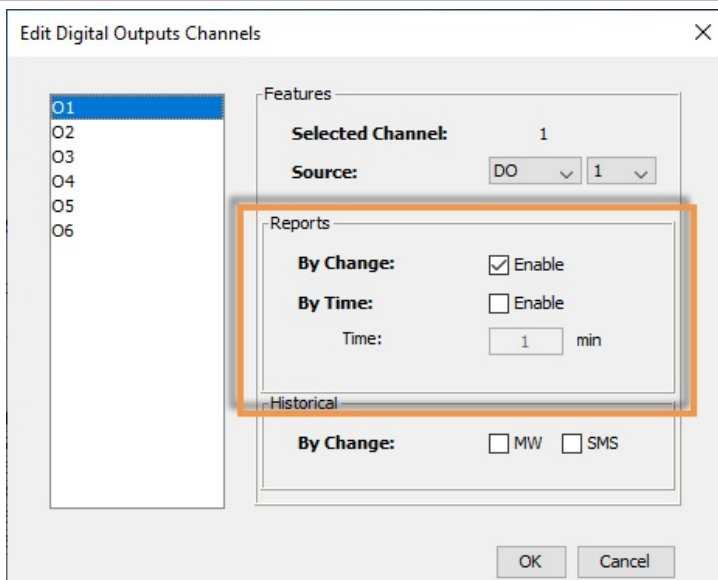 Edit Digital Outputs Channels
O1
O2
O3
O4
O5
O6
Features
Selected Channel: 1
Source: DO 1
Reports
By Change: Enable
By Time: Enable
Time: 1 min
Historical
By Change: MW SMS
OK Cancel